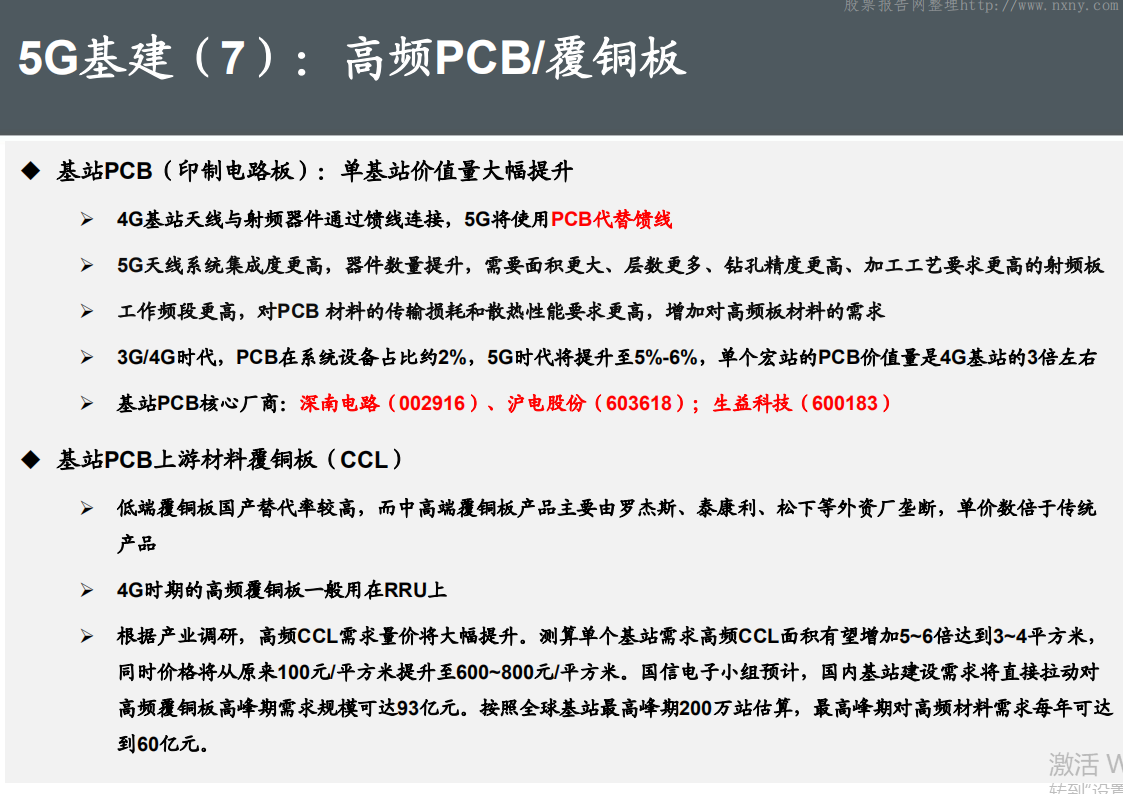 股票报告网整理http://www.nxny.com
5G基建（7）：高频PCB/覆铜板
◆ 基站PCB（印制电路板）：单基站价值量大幅提升
➢ 4G基站天线与射频器件通过馈线连接，5G将使用PCB代替馈线
➢ 5G天线系统集成度更高，器件数量提升，需要面积更大、层数更多、钻孔精度更高、加工工艺要求更高的射频板
➢ 工作频段更高，对PCB 材料的传输损耗和散热性能要求更高，增加对高频板材料的需求
➢ 3G/4G时代，PCB在系统设备占比约2%，5G时代将提升至5%-6%，单个宏站的PCB价值量是4G基站的3倍左右
➢ 基站PCB核心厂商：深南电路（002916）、沪电股份（603618）；生益科技（600183）
◆ 基站PCB上游材料覆铜板（CCL）
➢ 低端覆铜板国产替代率较高，而中高端覆铜板产品主要由罗杰斯、泰康利、松下等外资厂垄断，单价数倍于传统
产品
➢ 4G时期的高频覆铜板一般用在RRU上
➢ 根据产业调研，高频CCL需求量价将大幅提升。测算单个基站需求高频CCL面积有望增加5~6倍达到3~4平方米，
同时价格将从原来100元/平方米提升至600~800元/平方米。国信电子小组预计，国内基站建设需求将直接拉动对
高频覆铜板高峰期需求规模可达93亿元。按照全球基站最高峰期200万站估算，最高峰期对高频材料需求每年可达
到60亿元。
激活 W
转到“设置